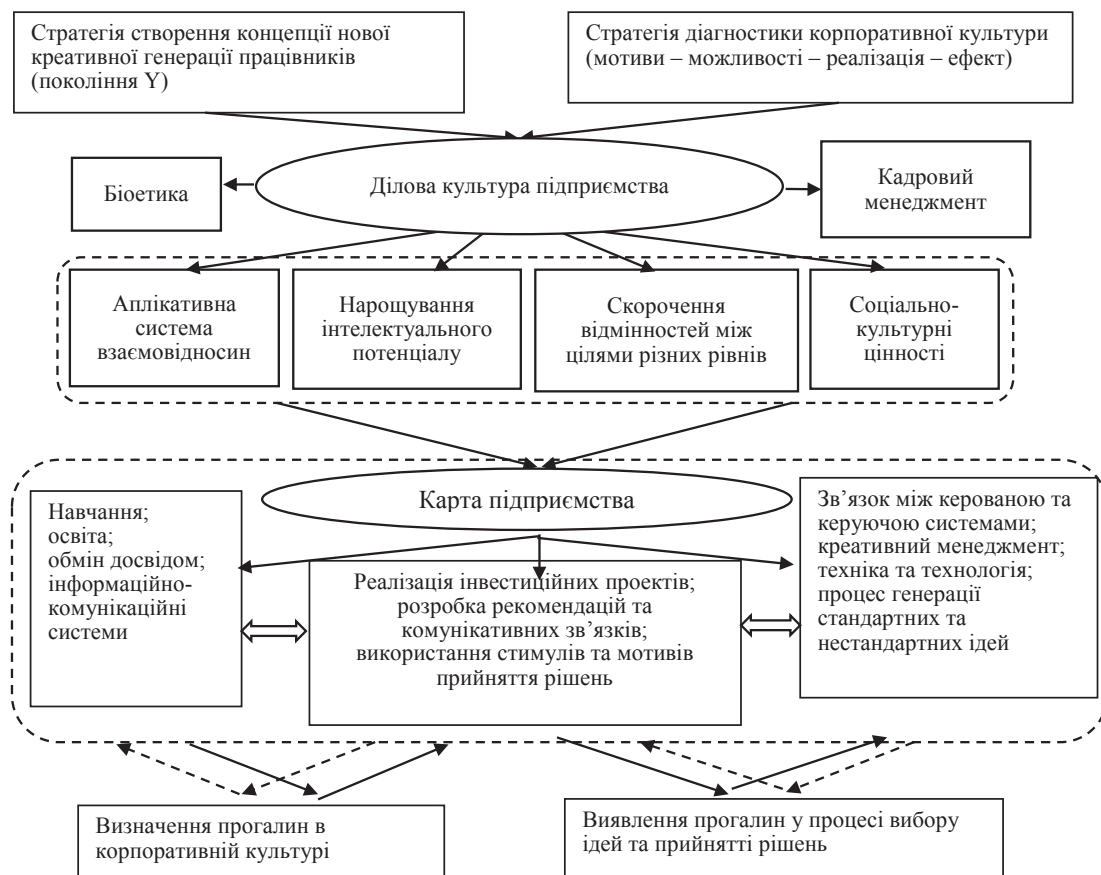 Стратегія створення концепції нової
креативної генерації працівників
(покоління Y)
Стратегія діагностики корпоративної культури
(мотиви – можливості – реалізація – ефект)
Біоетика
Ділова культура підприємства
Кадровий
менеджмент
Аплікативна
система
взаємовідносин
Нарощування
інтелектуального
потенціалу
Скорочення
відмінностей між
цілями різних рівнів
Соціально-
культурні
цінності
Карта підприємства
Навчання;
освіта;
обмін досвідом;
інформаційно-
комунікаційні
системи
Реалізація інвестиційних проектів;
розробка рекомендацій та
комунікативних зв’язків;
використання стимулів та мотивів
прийняття рішень
Зв’язок між керованою та
керуючою системами;
креативний менеджмент;
техніка та технологія;
процес генерації
стандартних та
нестандартних ідей
Визначення прогалин в
корпоративній культурі
Виявлення прогалин у процесі вибору
ідей та прийнятті рішень